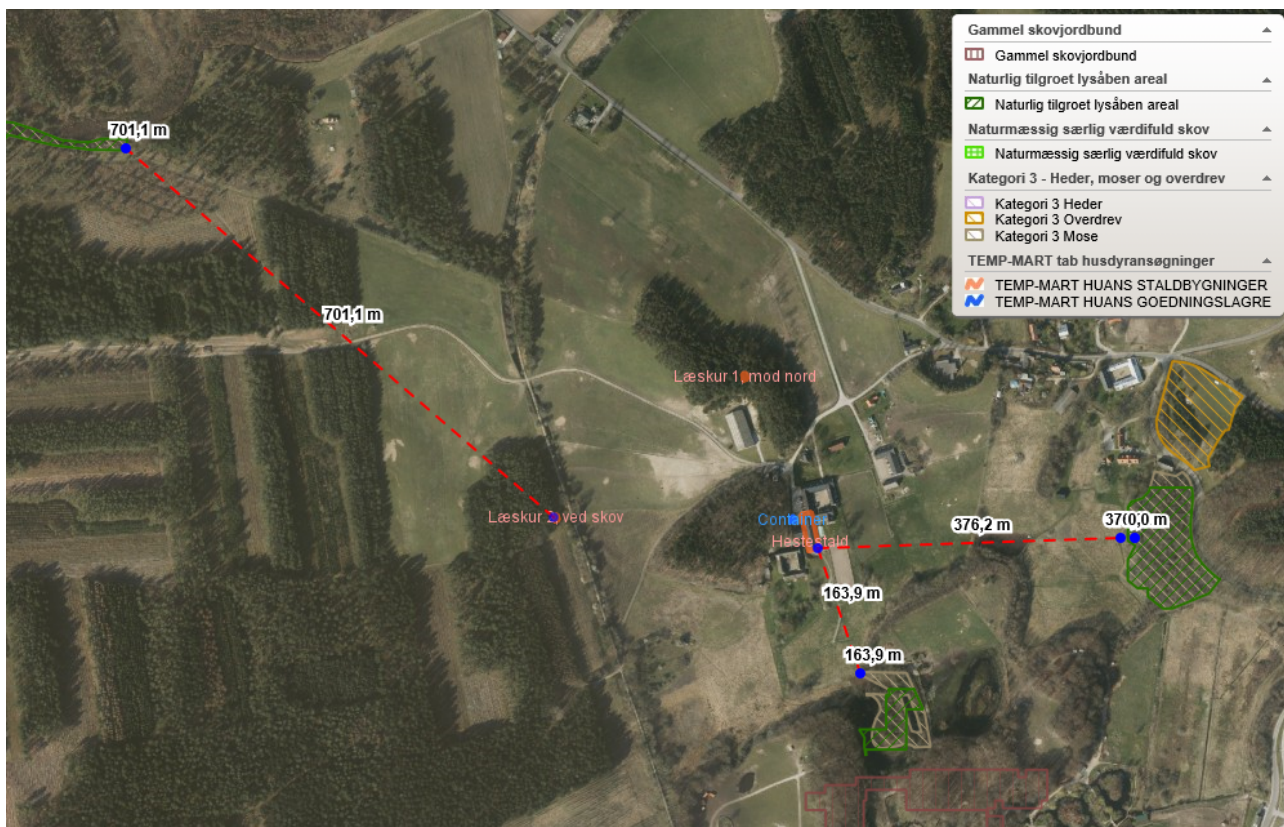 Gammel skovjordbund
Gammel skovjordbund
Naturlig tilgroet lysåben areal
Naturlig tilgroet lysåben areal
Naturmæssig særlig værdifuld skov
Naturmæssig særlig værdifuld skov
Kategori 3 - Heder, moser og overdrev
Kategori 3 Heder
Kategori 3 Overdrev
Kategori 3 Mose
TEMP-MART tab husdyransøgninger
TEMP-MART HUANS STALDBYGNINGER
TEMP-MART HUANS GOEDNINGSLAGRE
701,1 m
701,1 m
Læskur 1 mod nord
Læskur 2 ved skov
Container
Hestestald
376,2 m
163,9 m
163,9 m